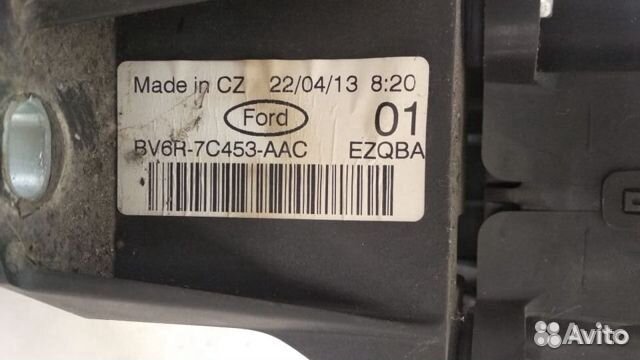 Made in CZ 22/04/13 8:20
Ford 01
BV6R-7C453-AAC EZQBA
Avito